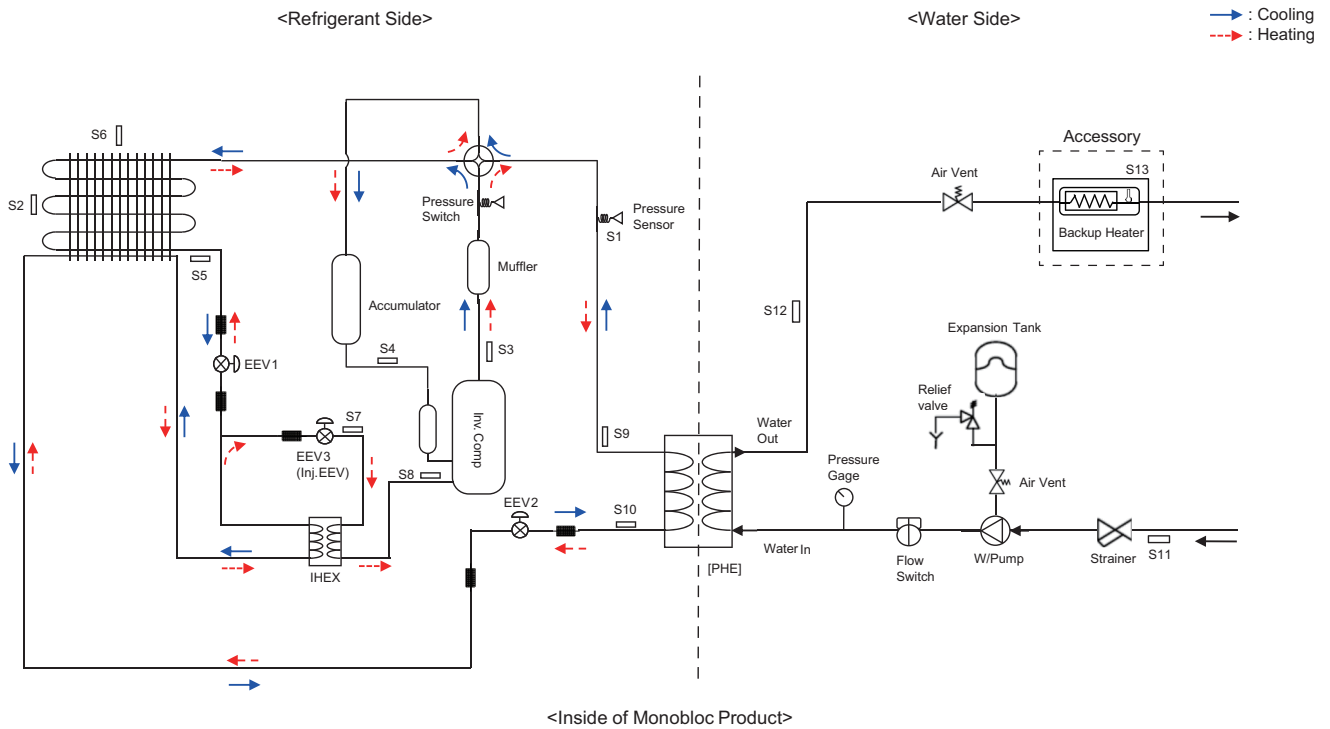 <Refrigerant Side>
<Water Side>
: Cooling
: Heating
S6
S2
S5
Pressure
Switch
Pressure
Sensor
S1
Muffler
Accumulator
S4
S3
EEV1
EEV3
(Inj.EEV)
S7
S8
Inv. Comp
S9
EEV2
S10
IHEX
[PHE]
Accessory
S13
Air Vent
Backup Heater
S12
Expansion Tank
Relief
valve
Water
Out
Pressure
Gage
Air Vent
Water In
Flow
Switch
W/Pump
Strainer
S11
<Inside of Monobloc Product>